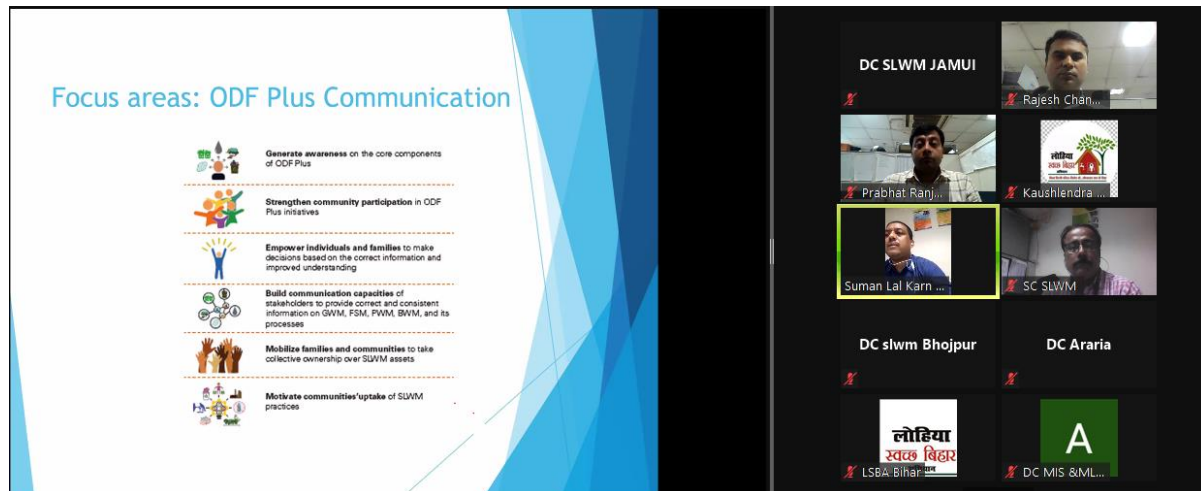 Focus areas: ODF Plus Communication
Generate awareness on the core components
of ODF Plus
Strengthen community participation in ODF
Plus initiatives
Empower individuals and families to make
decisions based on the correct information and
improved understanding
Build communication capacities of
stakeholders to provide correct and consistent
information on GWM, FSM, PWM, BWM, and its
processes
Mobilize families and communities to take
collective ownership over SLWM assets
Motivate communities'uptake of SLWM
practices
DC SLWM JAMUI
Rajesh Chan...
Prabhat Ranj...
लोहिया
स्वच्छ बिहार
Kaushlendra ...
Suman Lal Karn ...
SC SLWM
DC slwm Bhojpur
DC Araria
लोहिया
स्वच्छ बिहार
LSBA Bihar
A
DC MIS &ML...